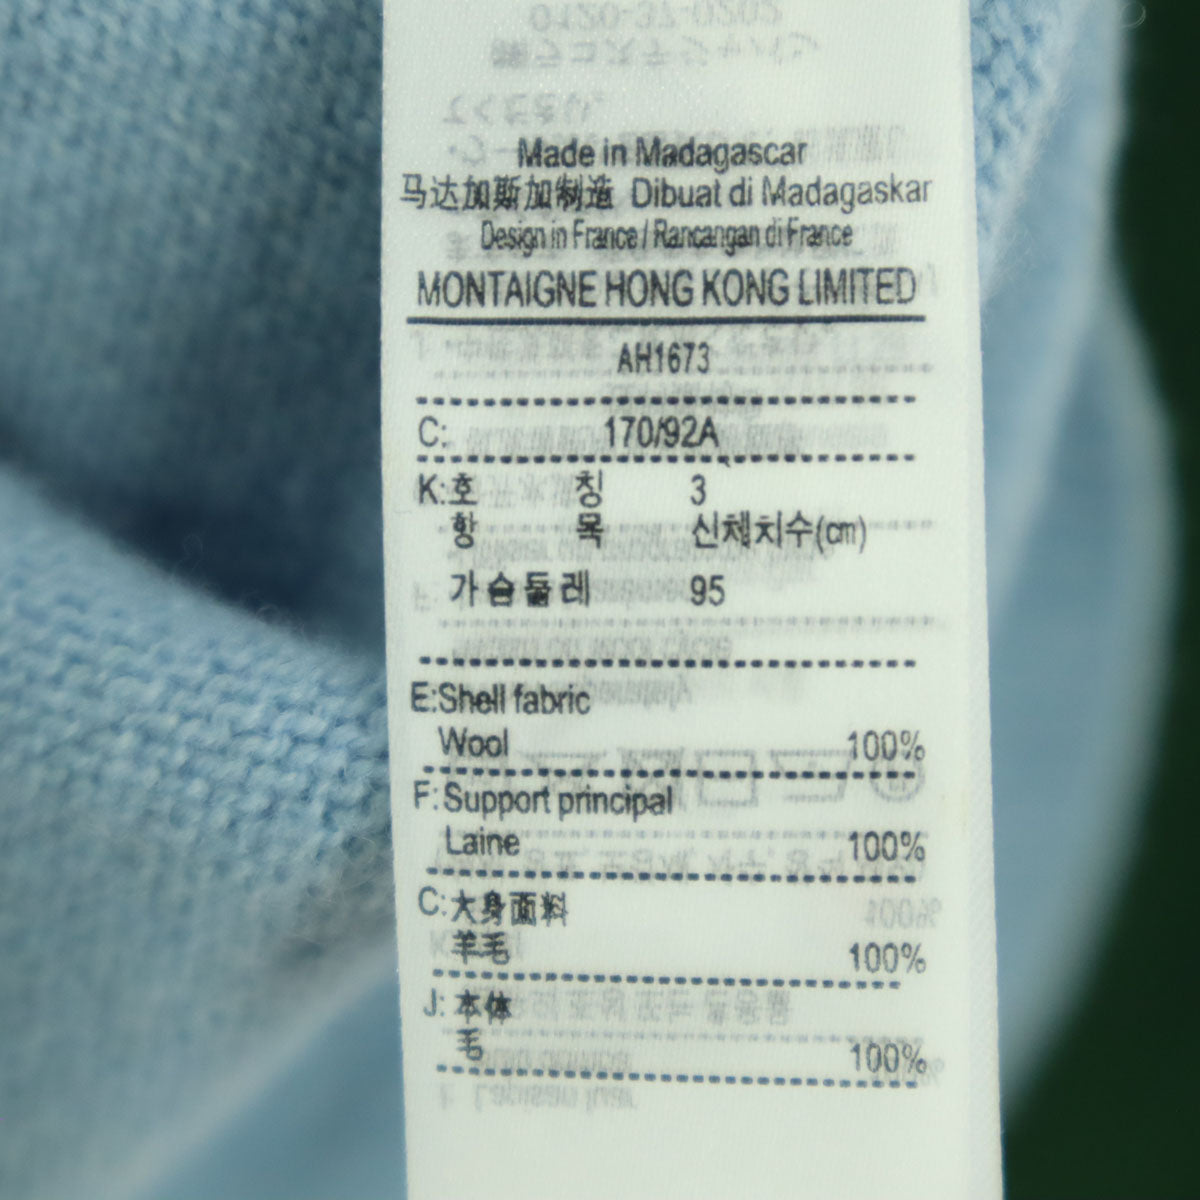 Made in Madagascar
马达加斯加制造 Dibuat di Madagaskar
Design in France / Rancangan di France
MONTAIGNE HONG KONG LIMITED
AH1673
C: 170/92A
K: 호 칭 3
항 목 신체치수(cm)
가슴둘레 95
E: Shell fabric
Wool 100%
F: Support principal
Laine 100%
C: 大身面料
羊毛 100%
J: 本体
毛 100%